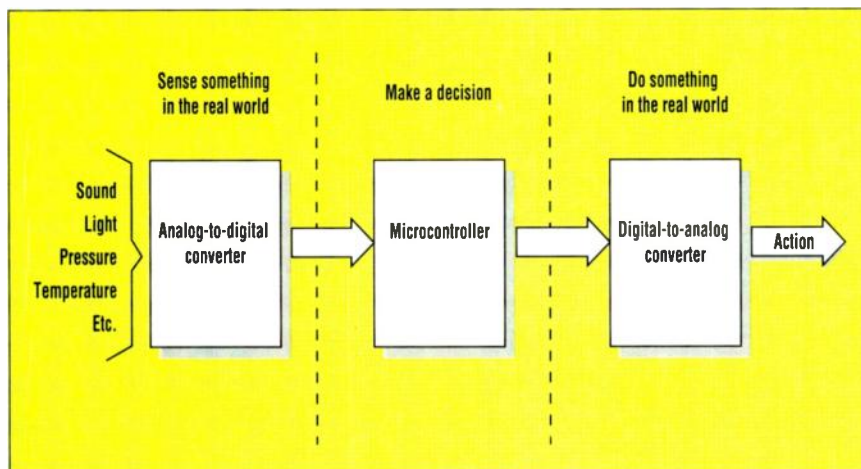 Sense something
in the real world
Make a decision
Do something
in the real world
Sound
Light
Pressure
Temperature
Etc.
Analog-to-digital
converter
Microcontroller
Digital-to-analog
converter
Action